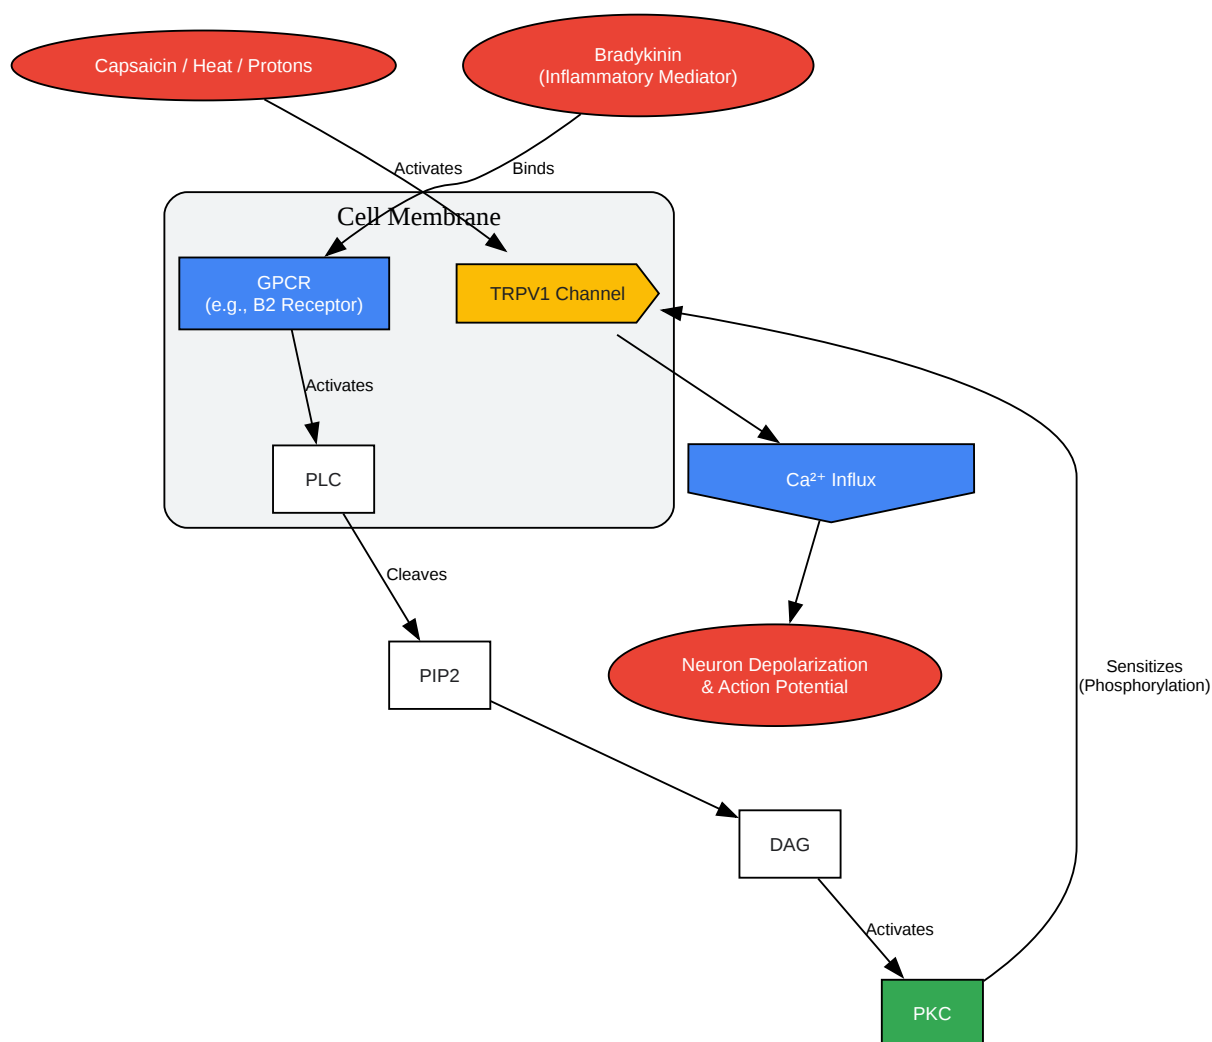 Capsaicin / Heat / Protons
Bradykinin
(Inflammatory Mediator)
Activates
Binds
Cell Membrane
GPCR
(e.g., B2 Receptor)
TRPV1 Channel
Activates
PLC
Ca²⁺ Influx
Cleaves
PIP2
Neuron Depolarization
& Action Potential
Sensitizes
(Phosphorylation)
DAG
Activates
PKC